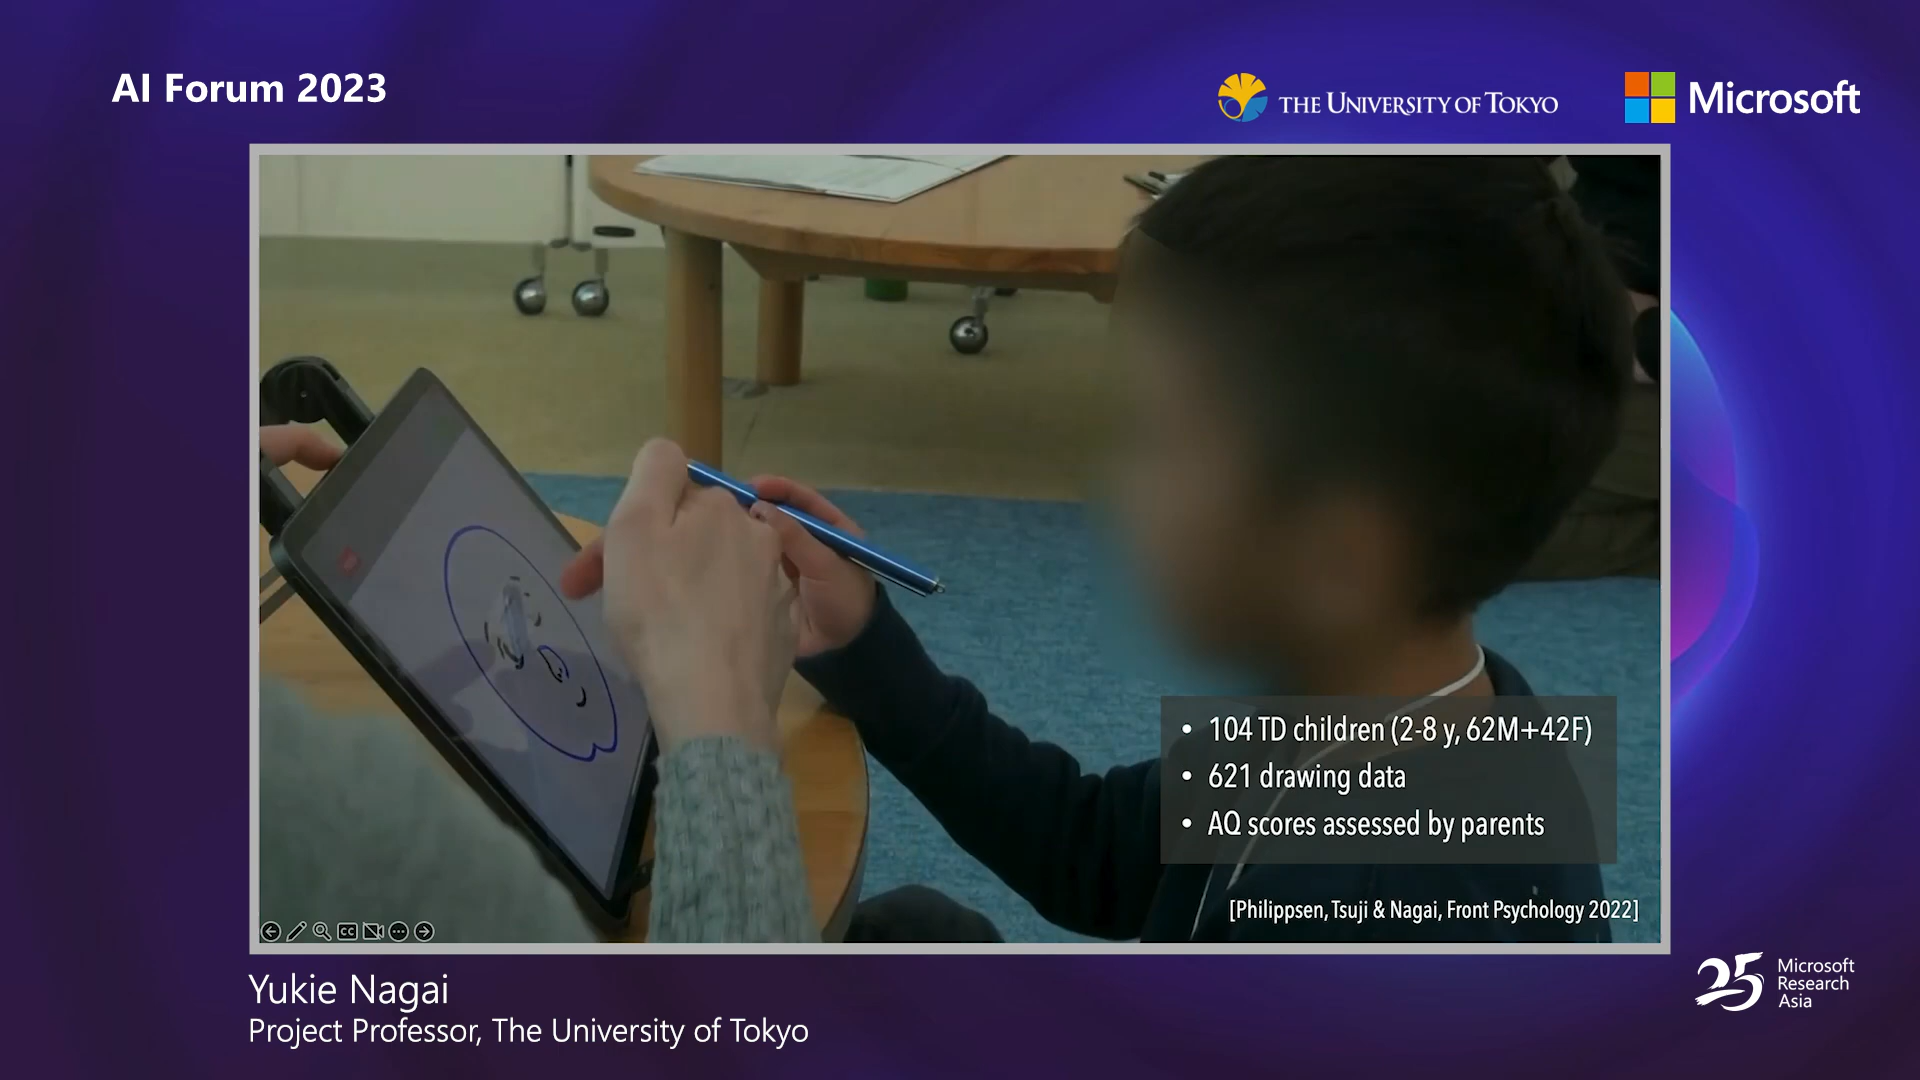 AI Forum 2023
THE UNIVERSITY OF TOKYO
Microsoft
• 104 TD children (2-8 y, 62M+42F)
• 621 drawing data
• AQ scores assessed by parents
[Philippsen, Tsuji & Nagai, Front Psychology 2022]
CC
Yukie Nagai
Project Professor, The University of Tokyo
25
Microsoft
Research
Asia